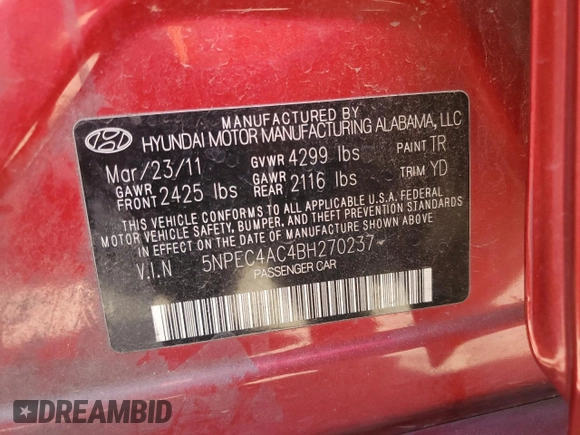 MANUFACTURED BY
HYUNDAI MOTOR MANUFACTURING ALABAMA, LLC
Mar/23/11 GVWR 4299 lbs PAINT TR
GAWR FRONT 2425 lbs GAWR REAR 2116 lbs TRIM YD
THIS VEHICLE CONFORMS TO ALL APPLICABLE U.S.A. FEDERAL
MOTOR VEHICLE SAFETY, BUMPER, AND THEFT PREVENTION STANDARDS
IN EFFECT ON THE DATE OF MANUFACTURE SHOWN ABOVE.
V.I.N 5NPEC4AC4BH270237
PASSENGER CAR
DREAMBID